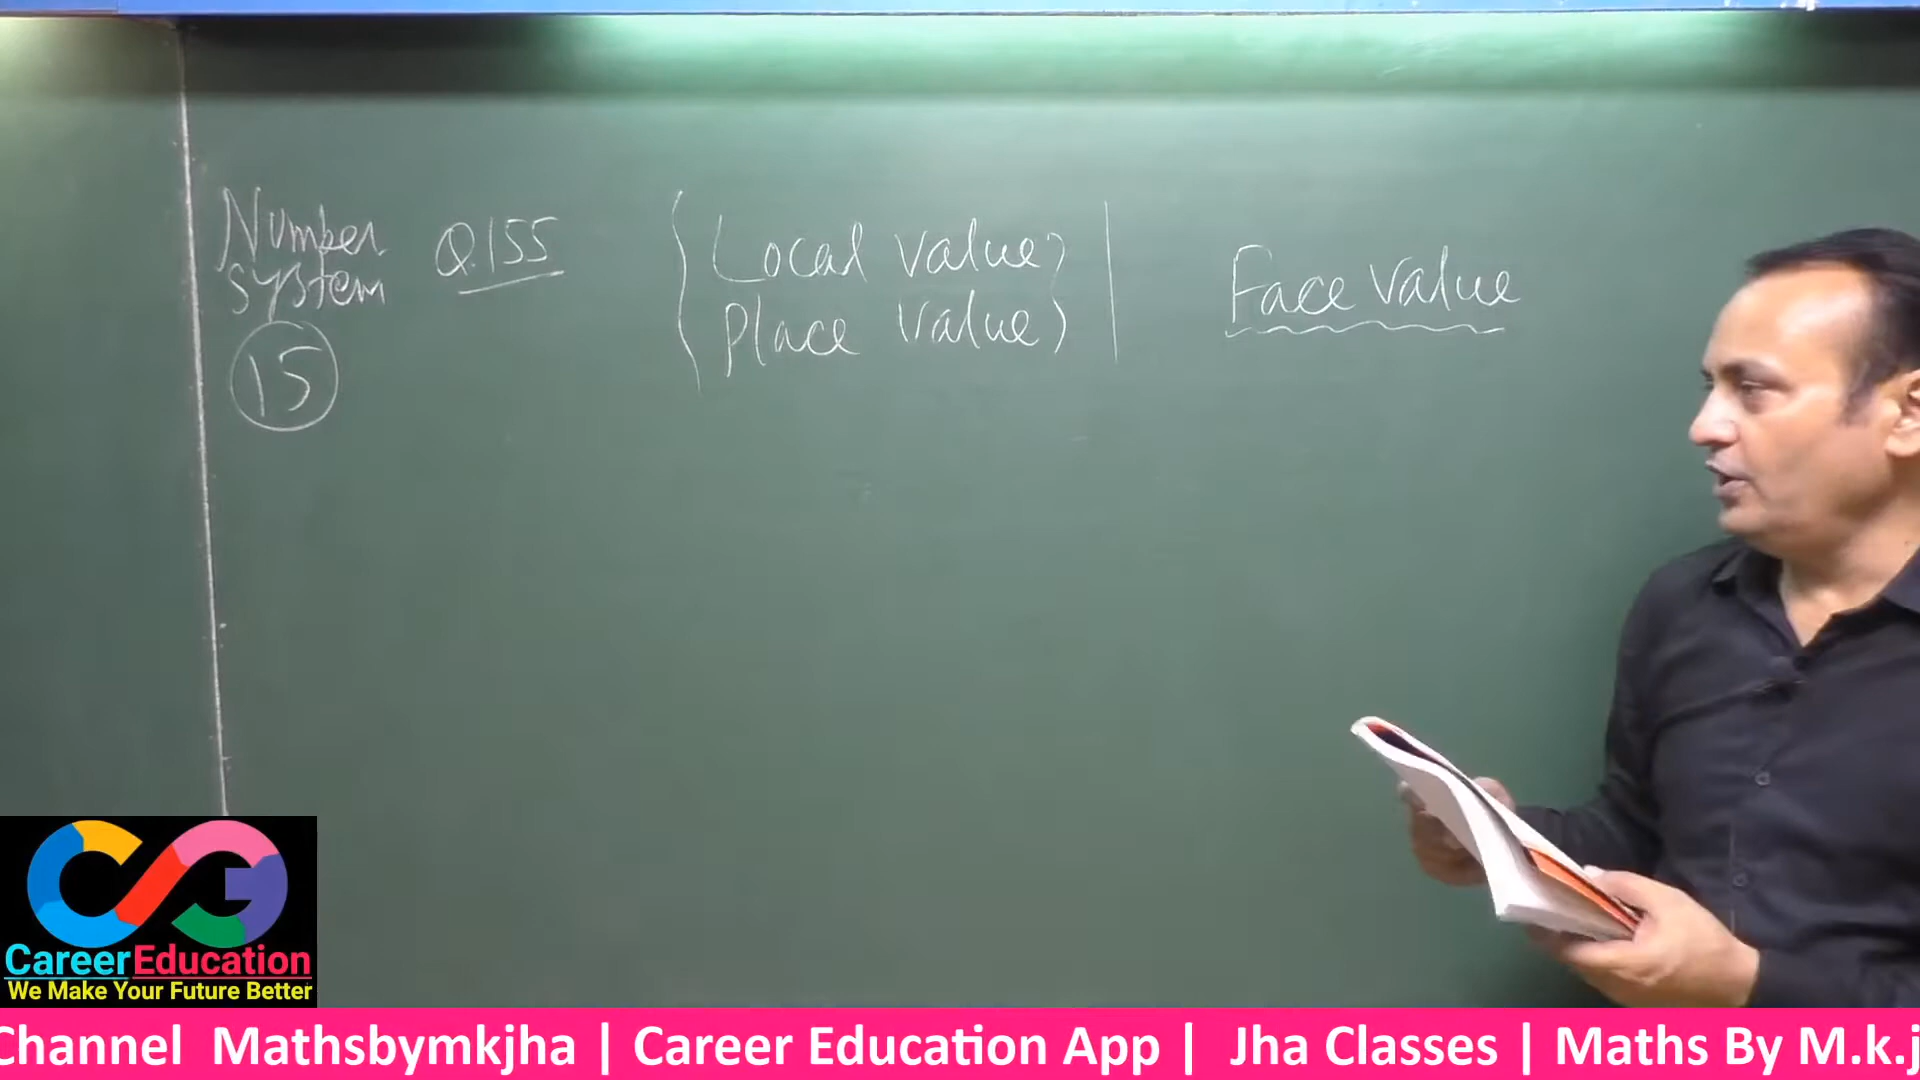 Number
system
15
Q.155
Local value
Place value
Face value
CareerEducation
We Make Your Future Better
Channel Mathsbymkjha | Career Education App | Jha Classes | Maths By M.k.j